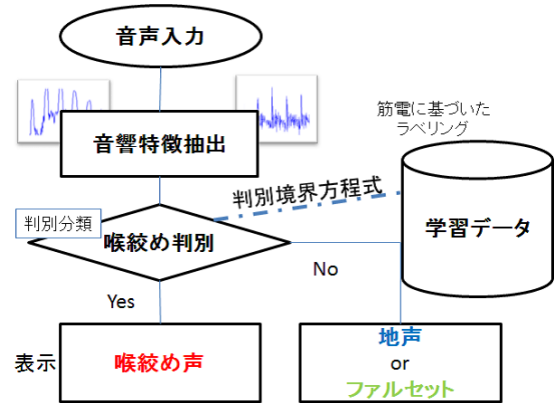 音声入力
音響特徴抽出
筋電に基づいた
ラベリング
判別境界方程式
学習データ
判別分類
喉絞め判別
No
Yes
表示
喉絞め声
地声
or
ファルセット